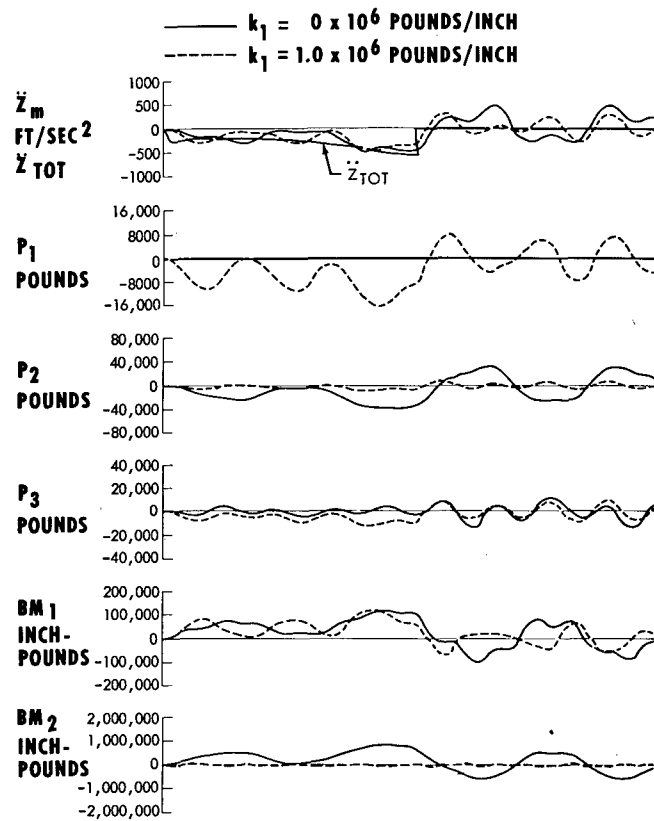 k1 = 0 x 10^6 POUNDS/INCH
k1 = 1.0 x 10^6 POUNDS/INCH
Z̈m
FT/SEC2
Z̈TOT
1000
500
0
-500
-1000
Z̈TOT
P1
POUNDS
16,000
8000
0
-8000
-16,000
P2
POUNDS
80,000
40,000
0
-40,000
-80,000
P3
POUNDS
40,000
20,000
0
-20,000
-40,000
BM1
INCH-
POUNDS
200,000
100,000
0
-100,000
-200,000
BM2
INCH-
POUNDS
2,000,000
1,000,000
0
-1,000,000
-2,000,000